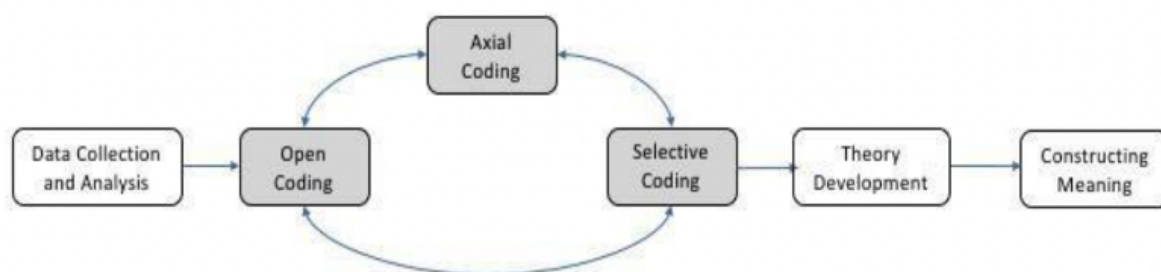 Axial
Coding
Data Collection
and Analysis
Open
Coding
Selective
Coding
Theory
Development
Constructing
Meaning